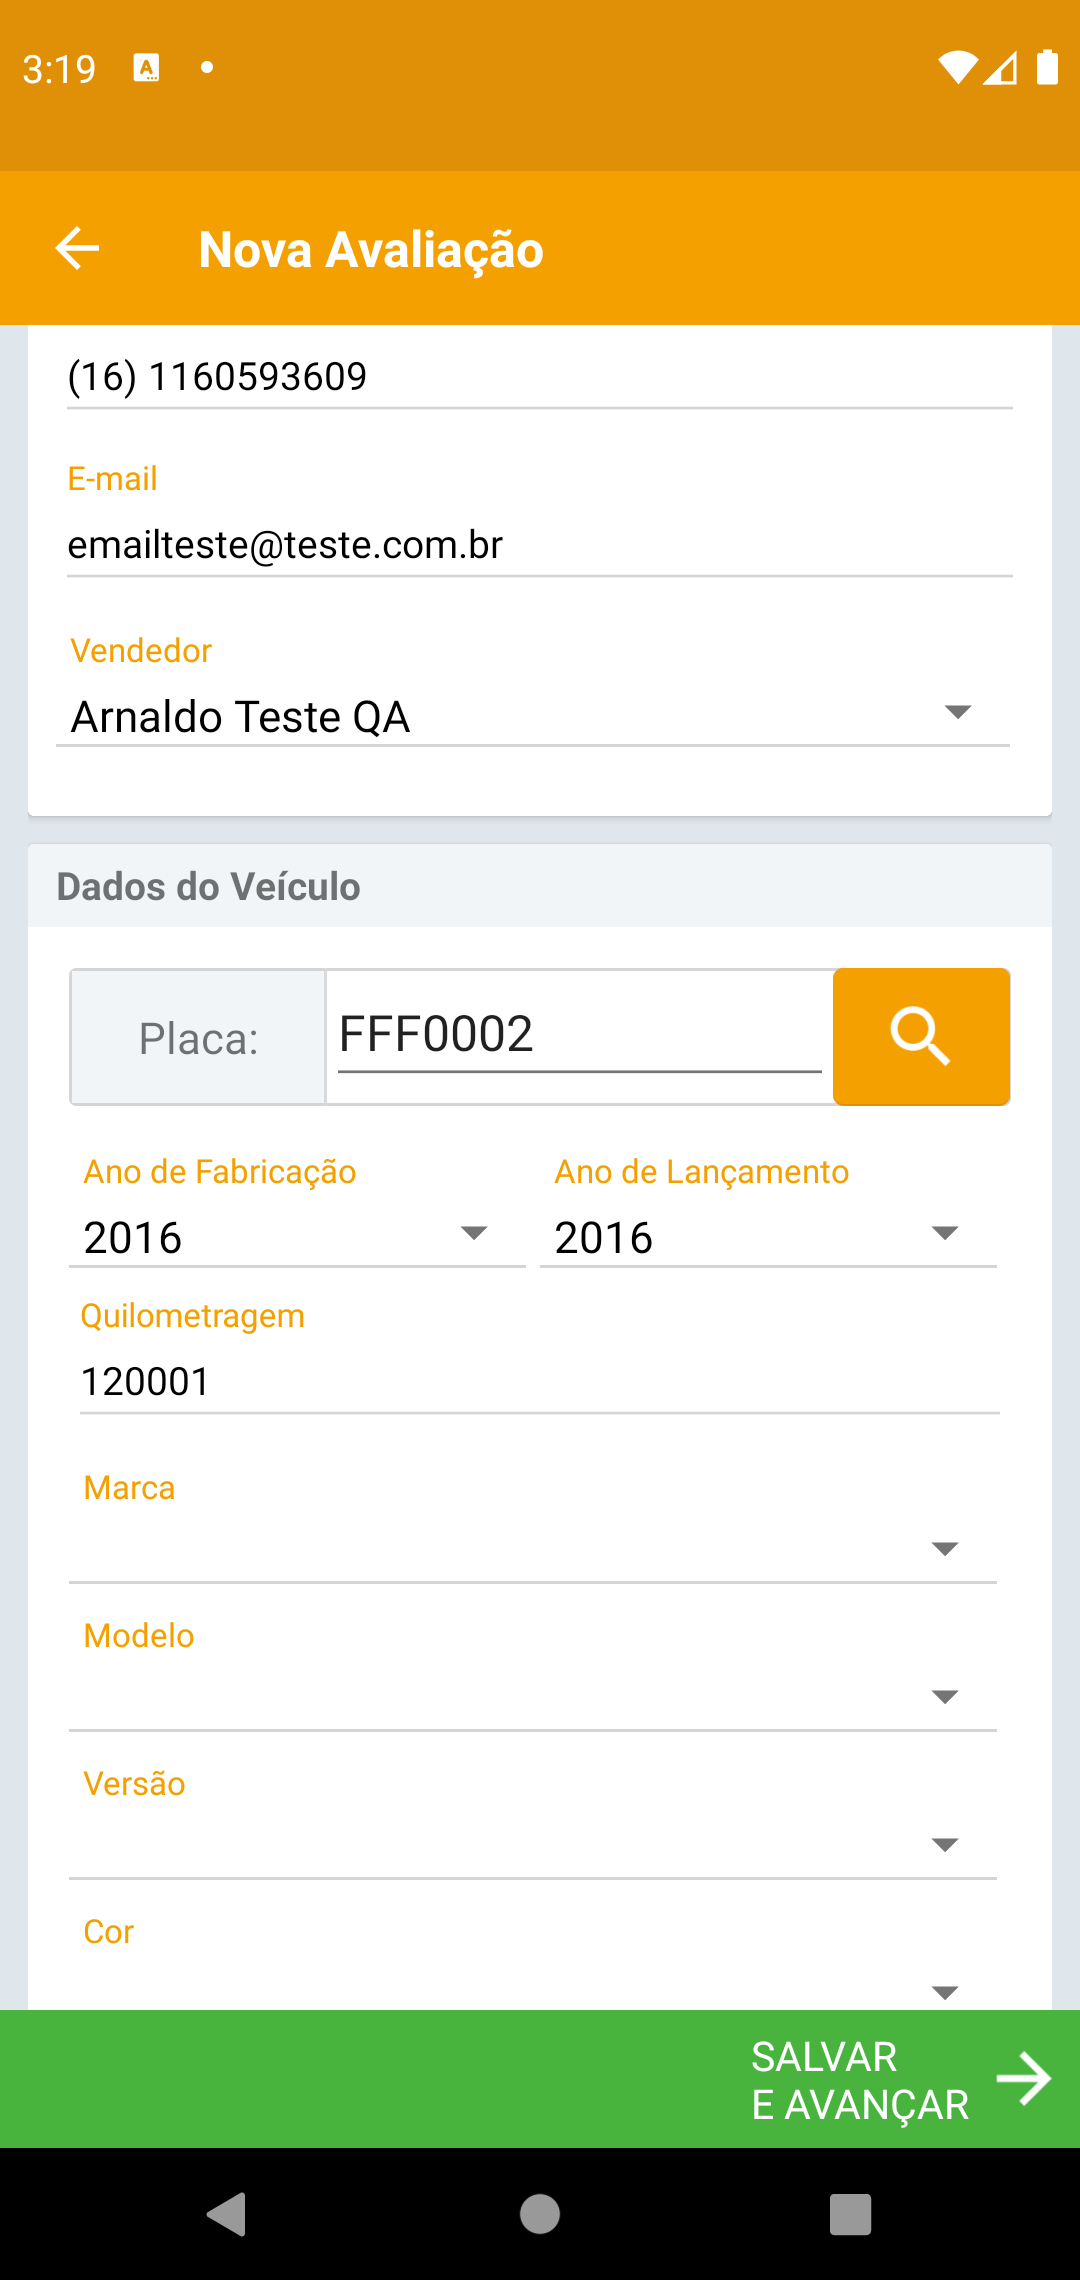 3:19
Nova Avaliação
(16) 1160593609
E-mail
emailteste@teste.com.br
Vendedor
Arnaldo Teste QA
Dados do Veículo
Placa: FFF0002
Ano de Fabricação Ano de Lançamento
2016 2016
Quilometragem
120001
Marca
Modelo
Versão
Cor
SALVAR
E AVANÇAR